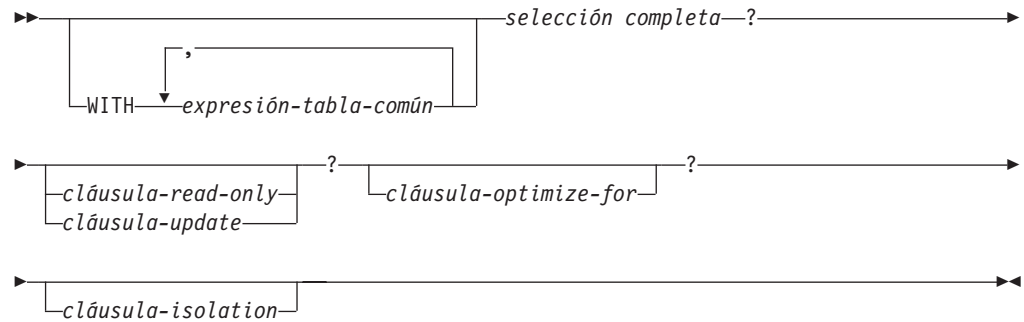 selección completa ?
,
WITH expresión-tabla-común
? ?
cláusula-read-only cláusula-optimize-for
cláusula-update
cláusula-isolation